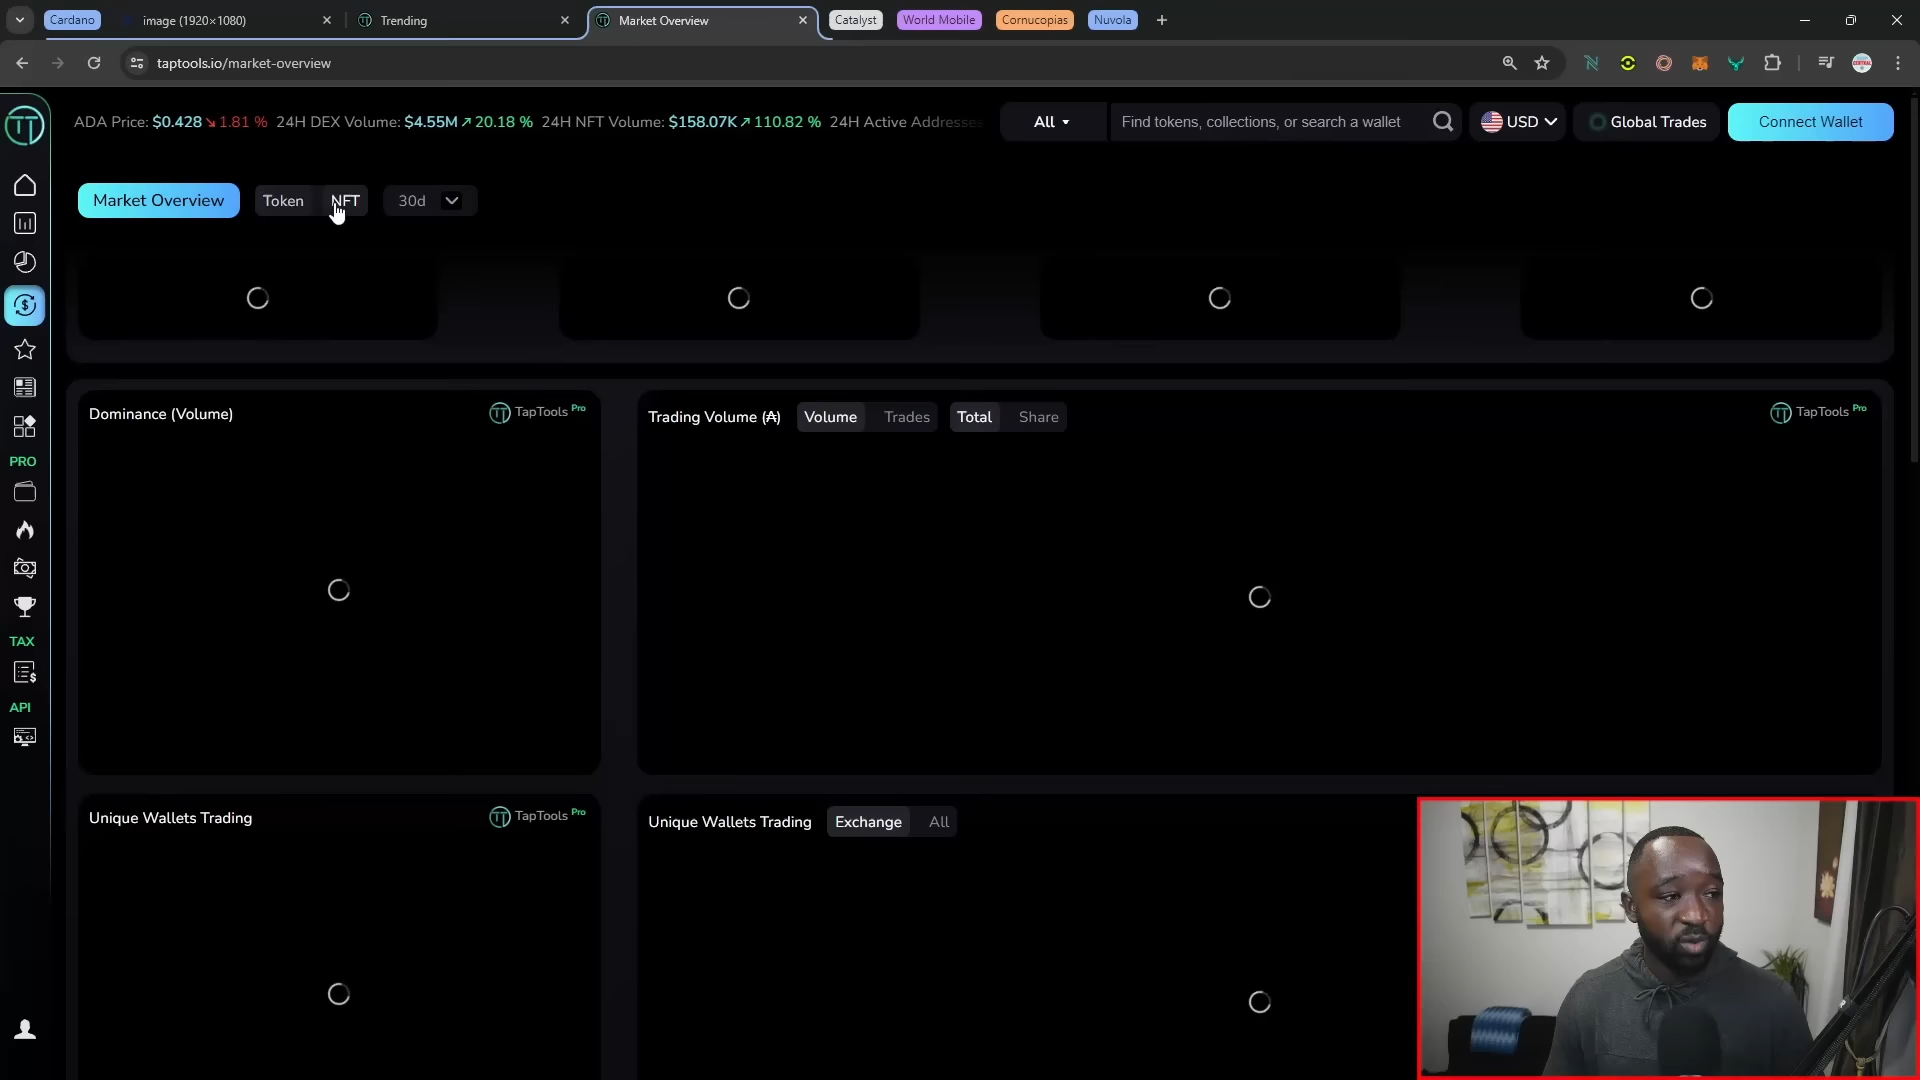 Cardano
image (1920×1080)
Trending
Market Overview
Catalyst
World Mobile
Cornucopias
Nuvola
taptools.io/market-overview
ADA Price: $0.428 1.81 % 24H DEX Volume: $4.55M 20.18 % 24H NFT Volume: $158.07K 110.82 % 24H Active Addresses
All
Find tokens, collections, or search a wallet
USD
Global Trades
Connect Wallet
Market Overview
Token
NFT
30d
Dominance (Volume)
TapTools Pro
Trading Volume (₳)
Volume
Trades
Total
Share
TapTools Pro
PRO
TAX
API
Unique Wallets Trading
TapTools Pro
Unique Wallets Trading
Exchange
All